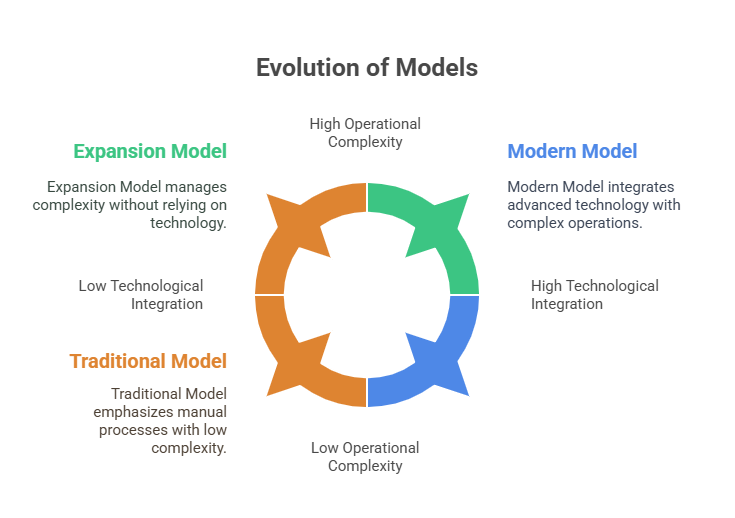 Evolution of Models
High Operational
Complexity
Expansion Model
Expansion Model manages
complexity without relying on
technology.
Modern Model
Modern Model integrates
advanced technology with
complex operations.
Low Technological
Integration
High Technological
Integration
Traditional Model
Traditional Model
emphasizes manual
processes with low
complexity.
Low Operational
Complexity